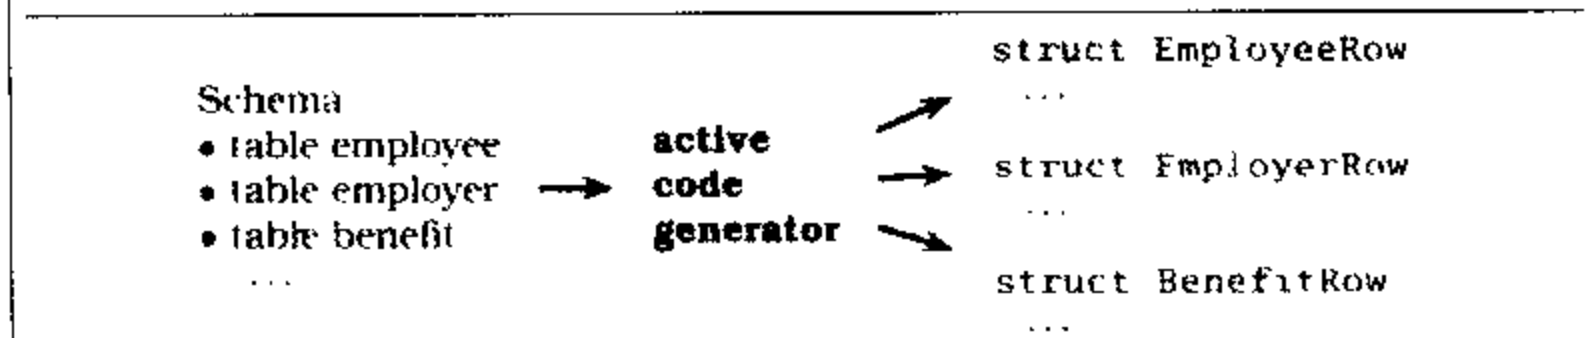 Schema
• table employee
• table employer
• table benefit
...
active
code
generator
struct EmployeeRow
...
struct EmployerRow
...
struct BenefitRow
...